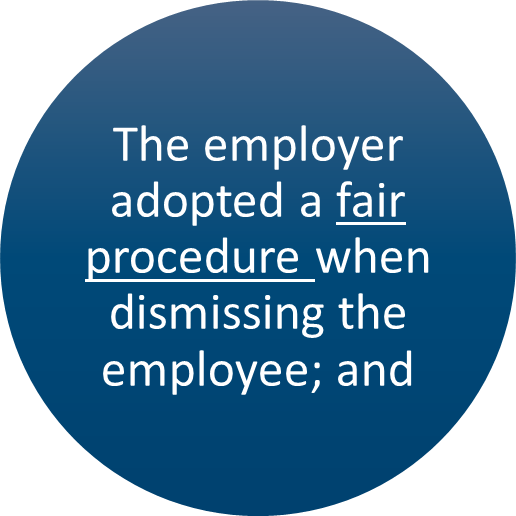 The employer
adopted a fair
procedure when
dismissing the
employee; and